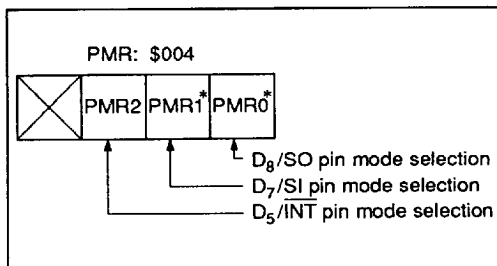 PMR: $004
PMR2 PMR1* PMR0*
D₈/SO pin mode selection
D₇/SI pin mode selection
D₅/I̅N̅T̅ pin mode selection